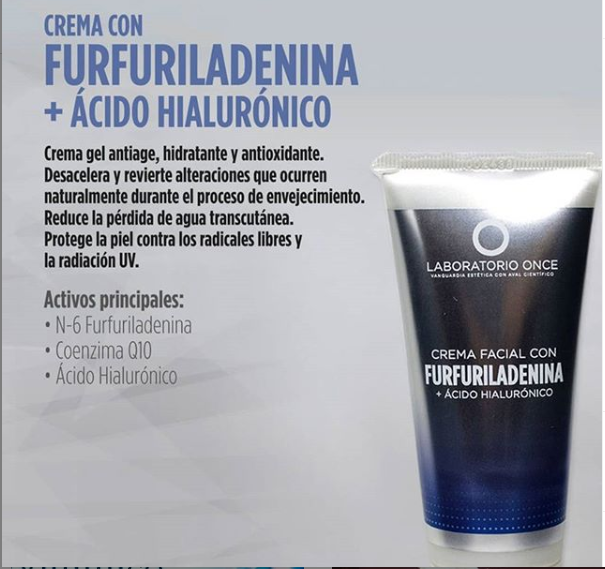 CREMA CON
FURFURILADENINA
+ ÁCIDO HIALURÓNICO
Crema gel antiage, hidratante y antioxidante.
Desacelera y revierte alteraciones que ocurren
naturalmente durante el proceso de envejecimiento.
Reduce la pérdida de agua transcutánea.
Protege la piel contra los radicales libres y
la radiación UV.
Activos principales:
• N-6 Furfuriladenina
• Coenzima Q10
• Ácido Hialurónico
LABORATORIO ONCE
VANGUARDIA ESTÉTICA CON AVAL CIENTÍFICO
CREMA FACIAL CON
FURFURILADENINA
+ ÁCIDO HIALURÓNICO